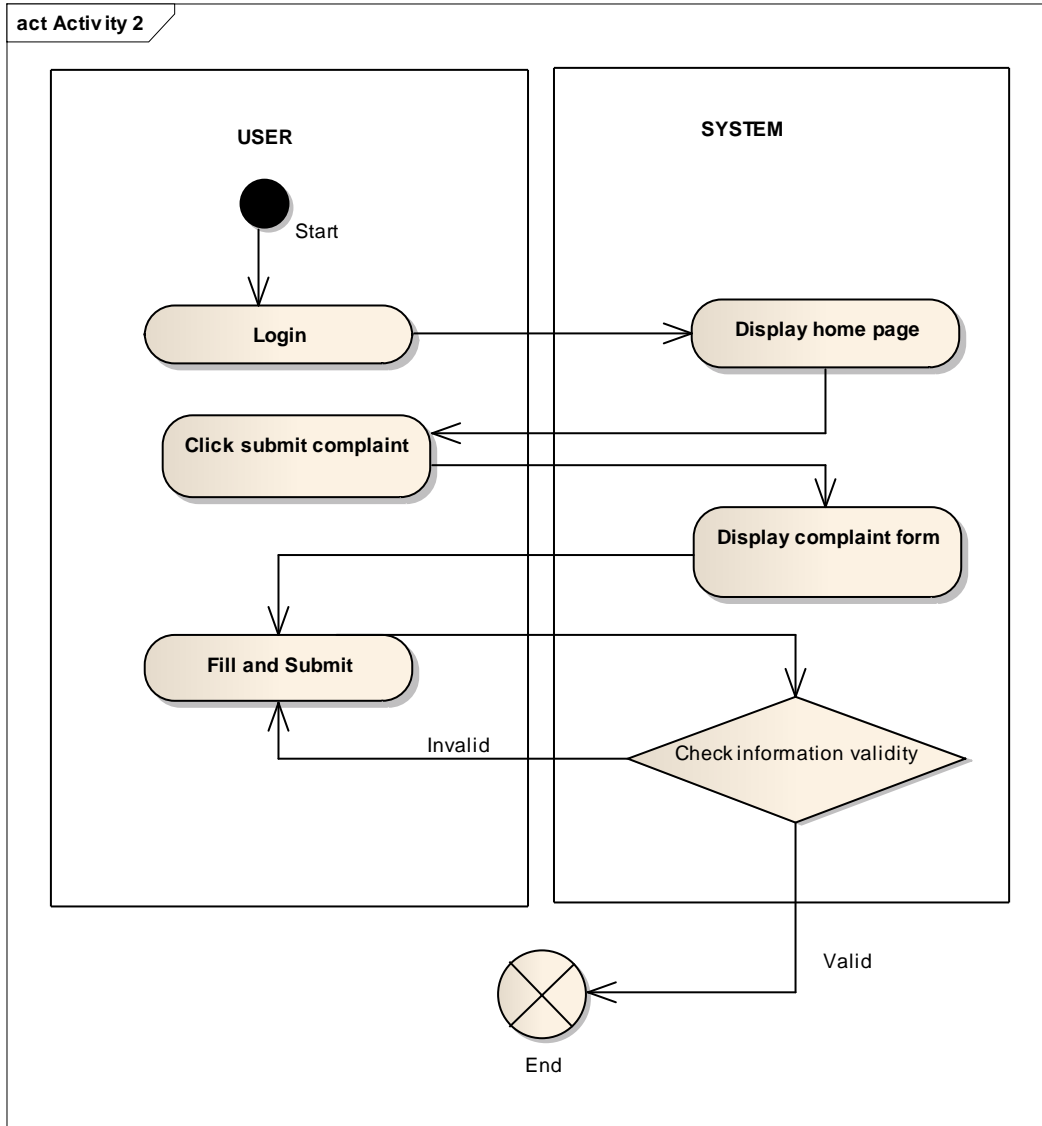 act Activity 2
USER
SYSTEM
Start
Login
Display home page
Click submit complaint
Display complaint form
Fill and Submit
Invalid
Check information validity
Valid
End